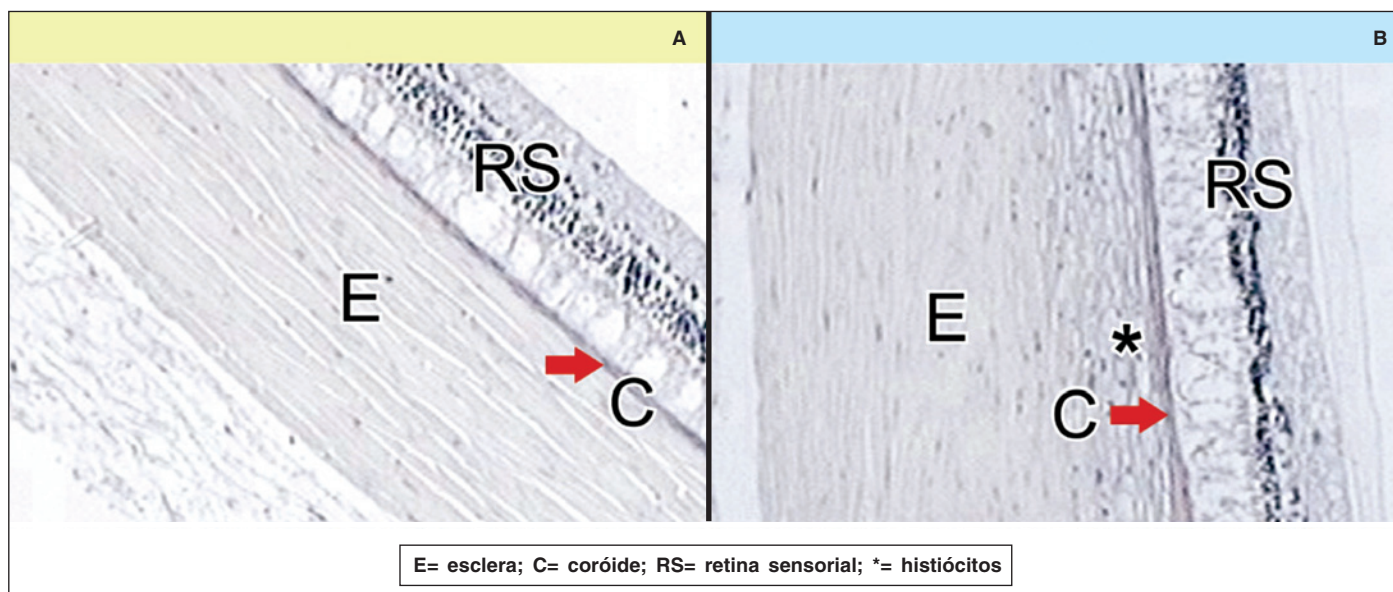 A
B
RS
E
C
RS
E
*
C
E= esclera; C= coróide; RS= retina sensorial; *= histiócitos